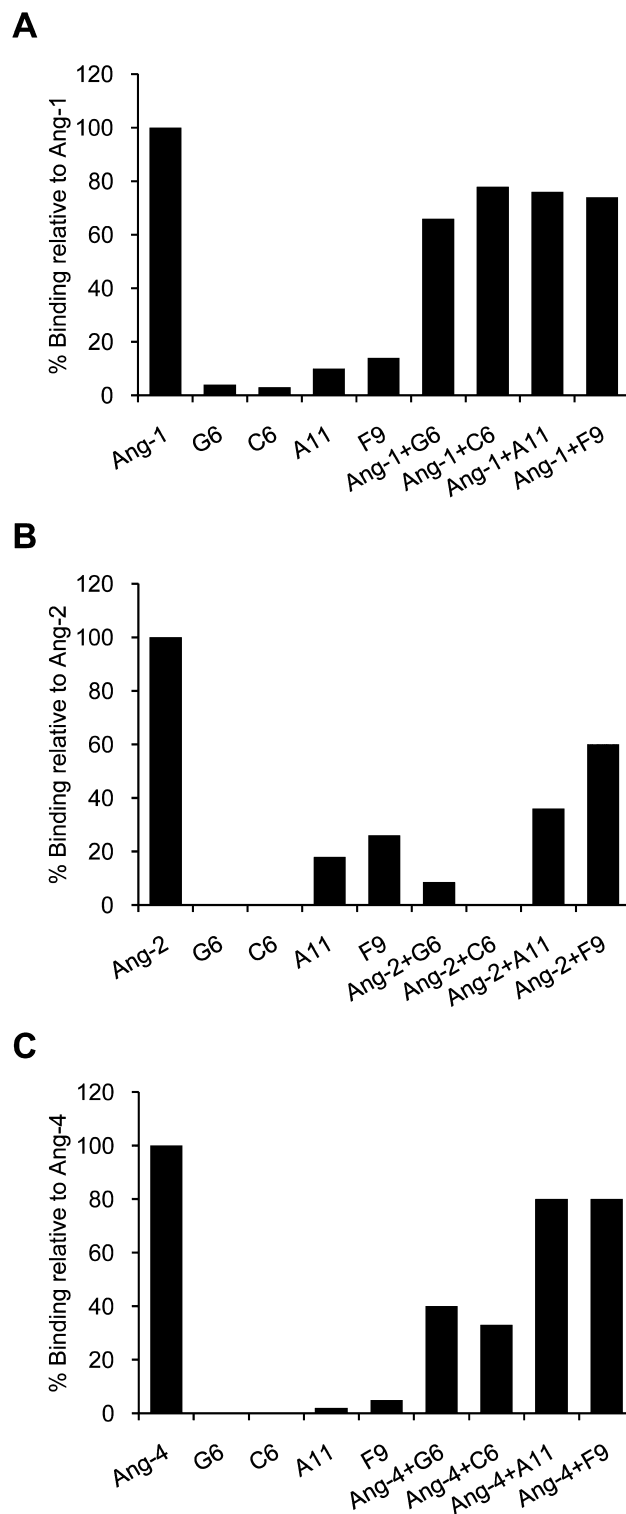 A
% Binding relative to Ang-1
120
100
80
60
40
20
0
Ang-1
G6
C6
A11
F9
Ang-1+G6
Ang-1+C6
Ang-1+A11
Ang-1+F9
B
% Binding relative to Ang-2
120
100
80
60
40
20
0
Ang-2
G6
C6
A11
F9
Ang-2+G6
Ang-2+C6
Ang-2+A11
Ang-2+F9
C
% Binding relative to Ang-4
120
100
80
60
40
20
0
Ang-4
G6
C6
A11
F9
Ang-4+G6
Ang-4+C6
Ang-4+A11
Ang-4+F9